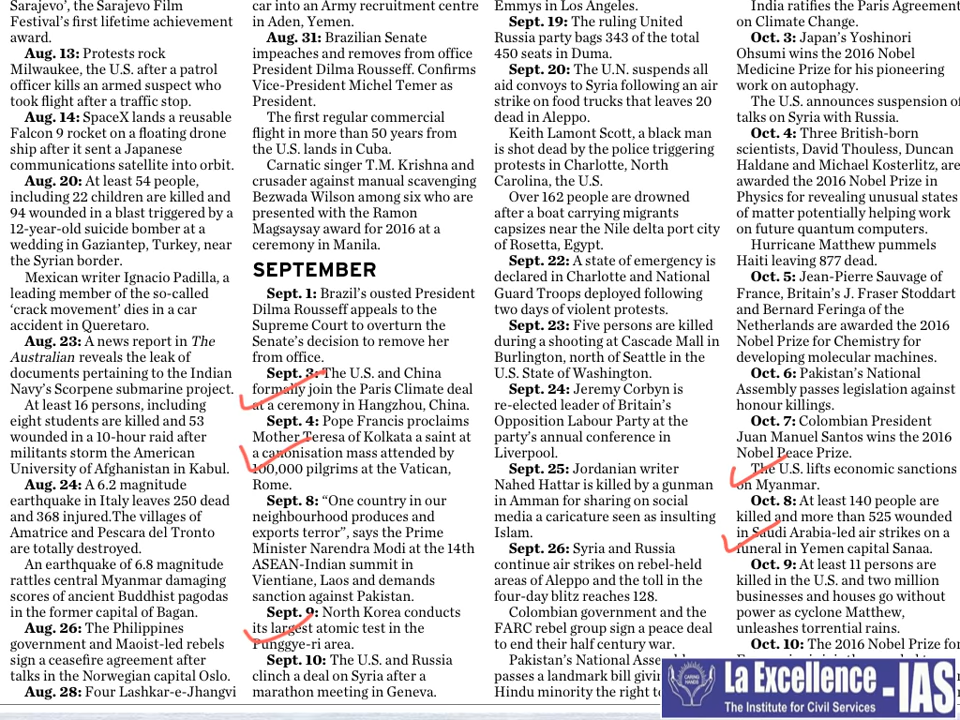 Sarajevo’, the Sarajevo Film
Festival’s first lifetime achievement
award.
Aug. 13: Protests rock
Milwaukee, the U.S. after a patrol
officer kills an armed suspect who
took flight after a traffic stop.
Aug. 14: SpaceX lands a reusable
Falcon 9 rocket on a floating drone
ship after it sent a Japanese
communications satellite into orbit.
Aug. 20: At least 54 people,
including 22 children are killed and
94 wounded in a blast triggered by a
12-year-old suicide bomber at a
wedding in Gaziantep, Turkey, near
the Syrian border.
Mexican writer Ignacio Padilla, a
leading member of the so-called
‘crack movement’ dies in a car
accident in Queretaro.
Aug. 23: A news report in The
Australian reveals the leak of
documents pertaining to the Indian
Navy’s Scorpene submarine project.
At least 16 persons, including
eight students are killed and 53
wounded in a 10-hour raid after
militants storm the American
University of Afghanistan in Kabul.
Aug. 24: A 6.2 magnitude
earthquake in Italy leaves 250 dead
and 368 injured.The villages of
Amatrice and Pescara del Tronto
are totally destroyed.
An earthquake of 6.8 magnitude
rattles central Myanmar damaging
scores of ancient Buddhist pagodas
in the former capital of Bagan.
Aug. 26: The Philippines
government and Maoist-led rebels
sign a ceasefire agreement after
talks in the Norwegian capital Oslo.
Aug. 28: Four Lashkar-e-Jhangvi
car into an Army recruitment centre
in Aden, Yemen.
Aug. 31: Brazilian Senate
impeaches and removes from office
President Dilma Rousseff. Confirms
Vice-President Michel Temer as
President.
The first regular commercial
flight in more than 50 years from
the U.S. lands in Cuba.
Carnatic singer T.M. Krishna and
crusader against manual scavenging
Bezwada Wilson among six who are
presented with the Ramon
Magsaysay award for 2016 at a
ceremony in Manila.
SEPTEMBER
Sept. 1: Brazil’s ousted President
Dilma Rousseff appeals to the
Supreme Court to overturn the
Senate’s decision to remove her
from office.
Sept. 3: The U.S. and China
formally join the Paris Climate deal
at a ceremony in Hangzhou, China.
Sept. 4: Pope Francis proclaims
Mother Teresa of Kolkata a saint at
a canonisation mass attended by
100,000 pilgrims at the Vatican,
Rome.
Sept. 8: “One country in our
neighbourhood produces and
exports terror”, says the Prime
Minister Narendra Modi at the 14th
ASEAN-Indian summit in
Vientiane, Laos and demands
sanction against Pakistan.
Sept. 9: North Korea conducts
its largest atomic test in the
Punggye-ri area.
Sept. 10: The U.S. and Russia
clinch a deal on Syria after a
marathon meeting in Geneva.
Emmys in Los Angeles.
Sept. 19: The ruling United
Russia party bags 343 of the total
450 seats in Duma.
Sept. 20: The U.N. suspends all
aid convoys to Syria following an air
strike on food trucks that leaves 20
dead in Aleppo.
Keith Lamont Scott, a black man
is shot dead by the police triggering
protests in Charlotte, North
Carolina, the U.S.
Over 162 people are drowned
after a boat carrying migrants
capsizes near the Nile delta port city
of Rosetta, Egypt.
Sept. 22: A state of emergency is
declared in Charlotte and National
Guard Troops deployed following
two days of violent protests.
Sept. 23: Five persons are killed
during a shooting at Cascade Mall in
Burlington, north of Seattle in the
U.S. State of Washington.
Sept. 24: Jeremy Corbyn is
re-elected leader of Britain’s
Opposition Labour Party at the
party’s annual conference in
Liverpool.
Sept. 25: Jordanian writer
Nahed Hattar is killed by a gunman
in Amman for sharing on social
media a caricature seen as insulting
Islam.
Sept. 26: Syria and Russia
continue air strikes on rebel-held
areas of Aleppo and the toll in the
four-day blitz reaches 128.
Colombian government and the
FARC rebel group sign a peace deal
to end their half century war.
Pakistan’s National
passes a landmark bill
Hindu minority the right
India ratifies the Paris Agreement
on Climate Change.
Oct. 3: Japan’s Yoshinori
Ohsumi wins the 2016 Nobel
Medicine Prize for his pioneering
work on autophagy.
The U.S. announces suspension of
talks on Syria with Russia.
Oct. 4: Three British-born
scientists, David Thouless, Duncan
Haldane and Michael Kosterlitz, are
awarded the 2016 Nobel Prize in
Physics for revealing unusual states
of matter potentially helping work
on future quantum computers.
Hurricane Matthew pummels
Haiti leaving 877 dead.
Oct. 5: Jean-Pierre Sauvage of
France, Britain’s J. Fraser Stoddart
and Bernard Feringa of the
Netherlands are awarded the 2016
Nobel Prize for Chemistry for
developing molecular machines.
Oct. 6: Pakistan’s National
Assembly passes legislation against
honour killings.
Oct. 7: Colombian President
Juan Manuel Santos wins the 2016
Nobel Peace Prize.
The U.S. lifts economic sanctions
on Myanmar.
Oct. 8: At least 140 people are
killed and more than 525 wounded
in Saudi Arabia-led air strikes on a
funeral in Yemen capital Sanaa.
Oct. 9: At least 11 persons are
killed in the U.S. and two million
businesses and houses go without
power as cyclone Matthew,
unleashes torrential rains.
Oct. 10: The 2016 Nobel Prize for
CARING HANDS
La Excellence -IAS
The Institute for Civil Services